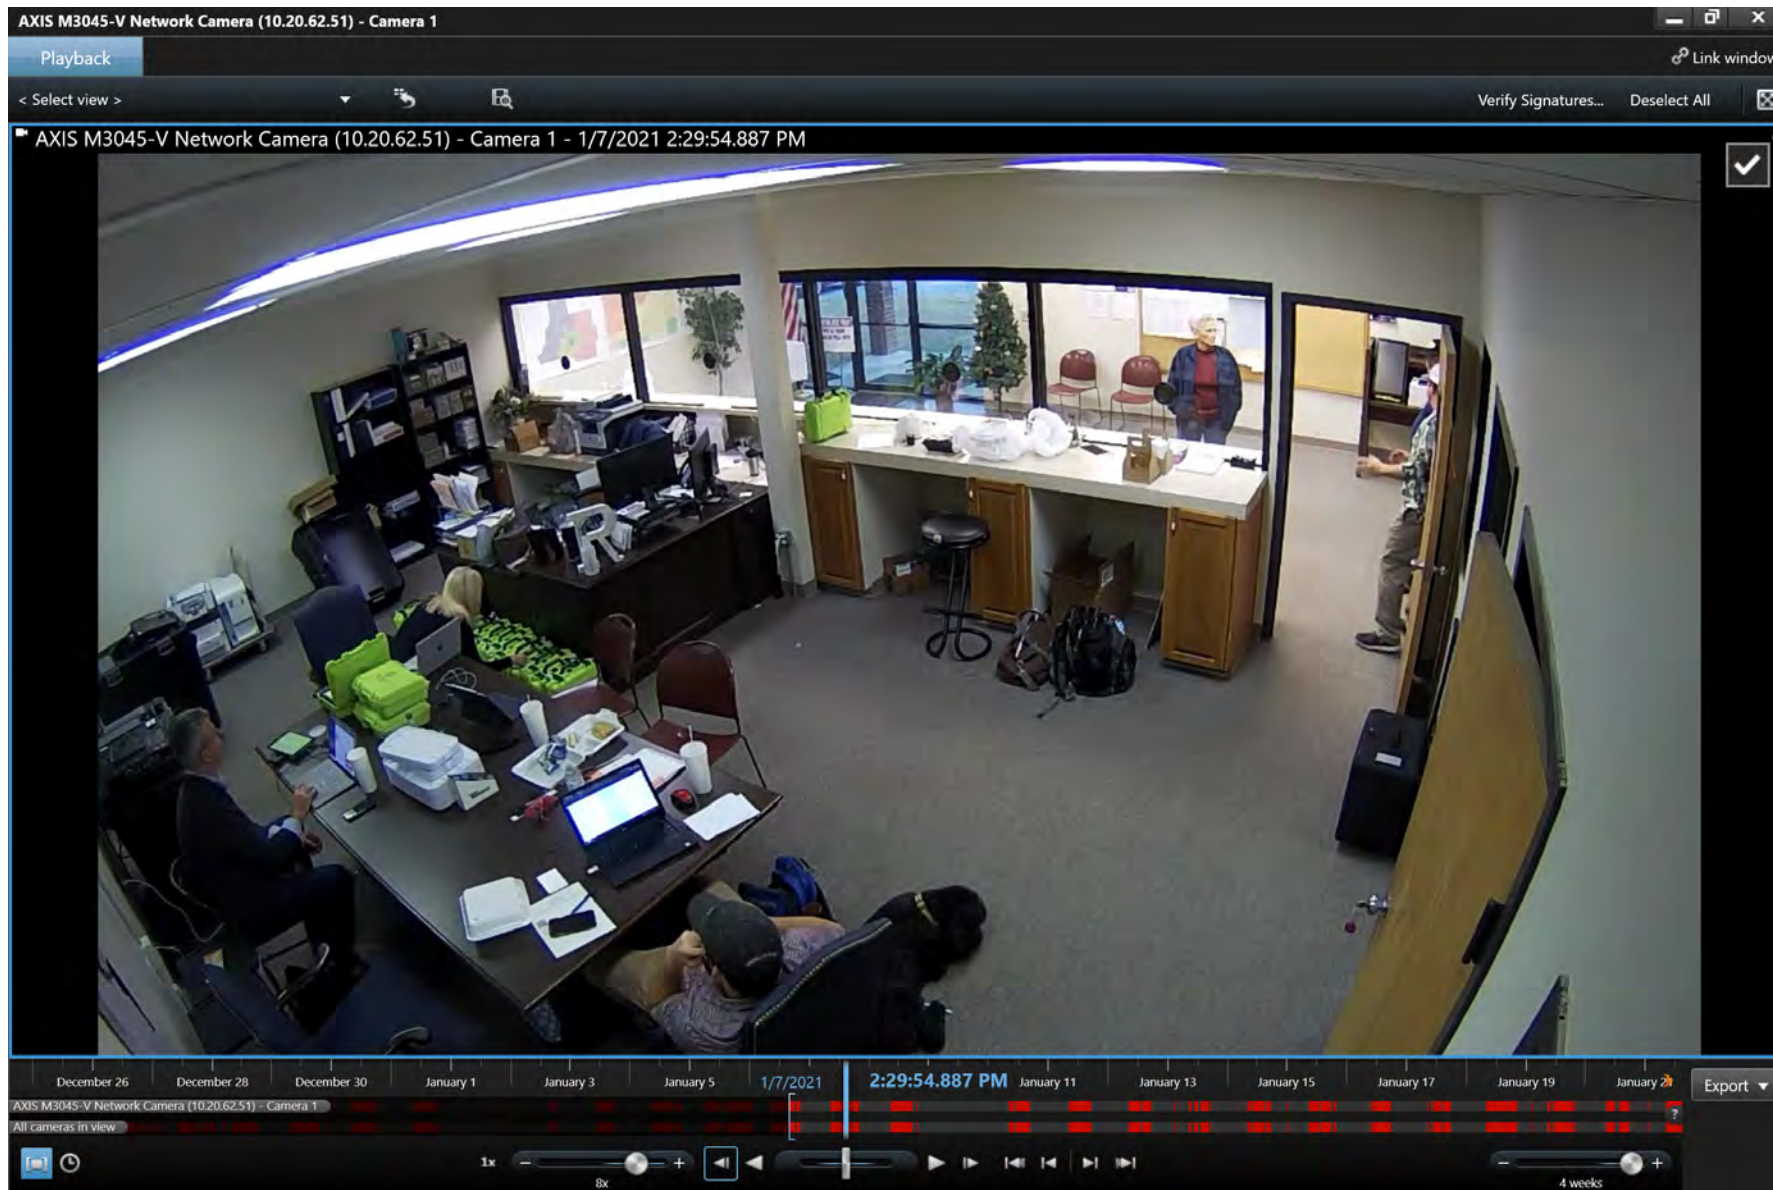 AXIS M3045-V Network Camera (10.20.62.51) - Camera 1
Playback
Link window
< Select view >
Verify Signatures...
Deselect All
AXIS M3045-V Network Camera (10.20.62.51) - Camera 1 - 1/7/2021 2:29:54.887 PM
R
December 26
December 28
December 30
January 1
January 3
January 5
1/7/2021
2:29:54.887 PM
January 11
January 13
January 15
January 17
January 19
January 21
Export
AXIS M3045-V Network Camera (10.20.62.51) - Camera 1
?
All cameras in view
1x
8x
4 weeks